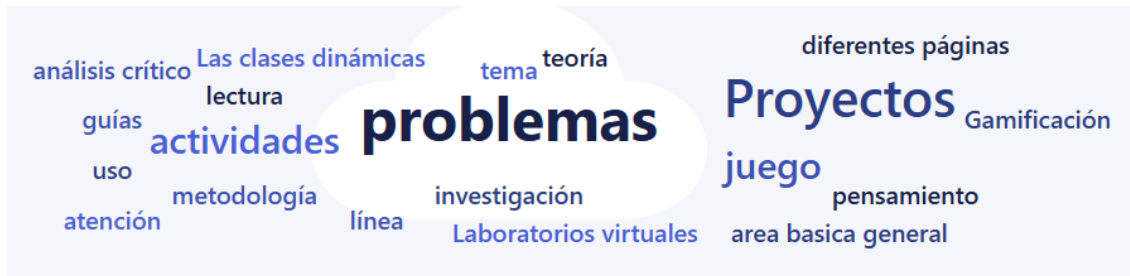 diferentes páginas
Las clases dinámicas
teoría
análisis crítico
tema
lectura
Proyectos
guías
problemas
Gamificación
actividades
juego
uso
metodología
investigación
pensamiento
atención
línea
Laboratorios virtuales
area basica general